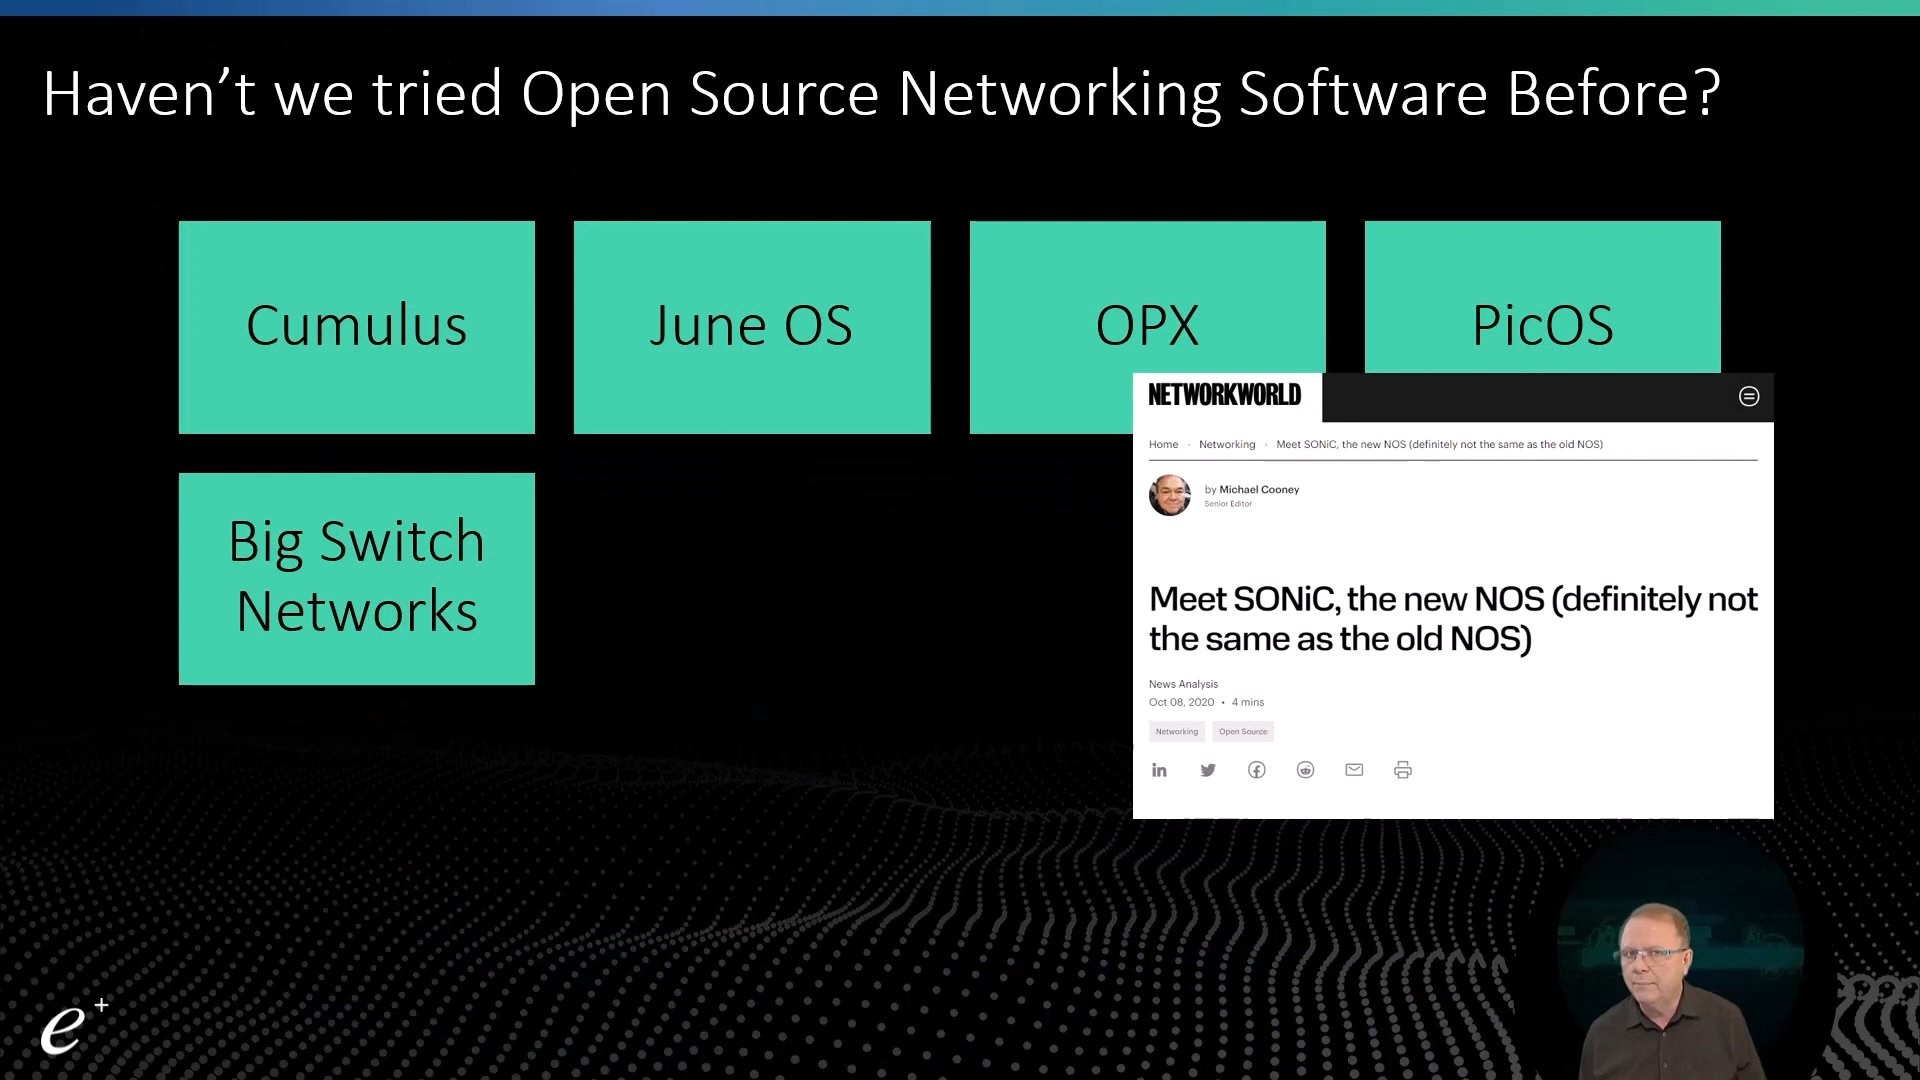 Haven’t we tried Open Source Networking Software Before?
Cumulus
June OS
OPX
PicOS
Big Switch
Networks
NETWORKWORLD
Home · Networking · Meet SONiC, the new NOS (definitely not the same as the old NOS)
by Michael Cooney
Senior Editor
Meet SONiC, the new NOS (definitely not
the same as the old NOS)
News Analysis
Oct 08, 2020 • 4 mins
Networking Open Source
in
e+